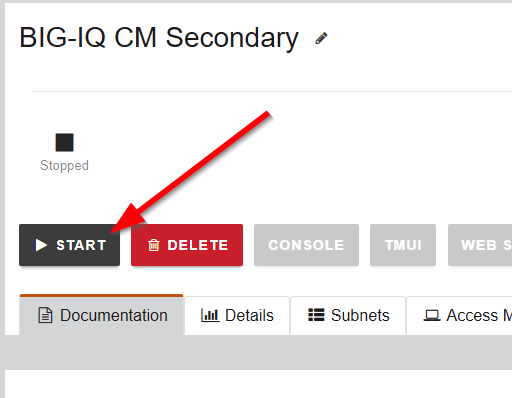 BIG-IQ CM Secondary
Stopped
START DELETE CONSOLE TMUI WEB S
Documentation Details Subnets Access M